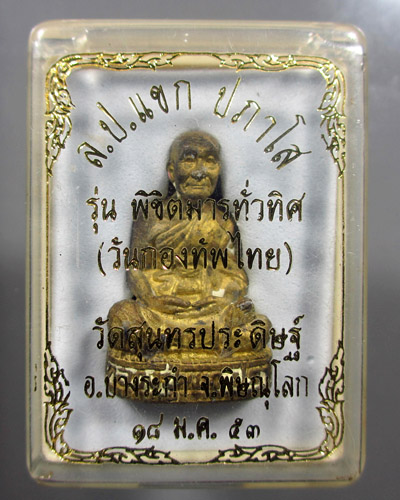 ล.ป.แขก ปภาโส
รุ่น พิชิตมารทั่วทิศ
(วันกองทัพไทย)
วัดสุนทรประดิษฐ์
อ.บางระกำ จ.พิษณุโลก
๑๘ ม.ค. ๕๓